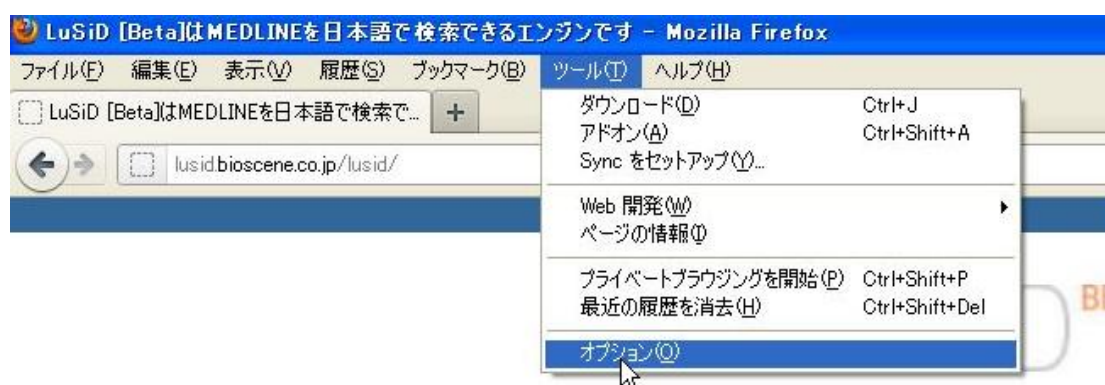 LuSiD [Beta]はMEDLINEを日本語で検索できるエンジンです - Mozilla Firefox
ファイル(F) 編集(E) 表示(V) 履歴(S) ブックマーク(B) ツール(T) ヘルプ(H)
LuSiD [Beta]はMEDLINEを日本語で検索で... +
lusid.bioscene.co.jp/lusid/
ダウンロード(D) Ctrl+J
アドオン(A) Ctrl+Shift+A
Sync をセットアップ(Y)...
Web 開発(W)
ページの情報(I)
プライベートブラウジングを開始(P) Ctrl+Shift+P
最近の履歴を消去(H) Ctrl+Shift+Del
オプション(O)